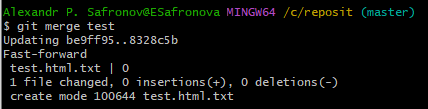 Alexandr P. Safronov@ESafronova MINGW64 /c/reposit (master)
$ git merge test
Updating be9ff95..8328c5b
Fast-forward
 test.html.txt | 0
 1 file changed, 0 insertions(+), 0 deletions(-)
 create mode 100644 test.html.txt